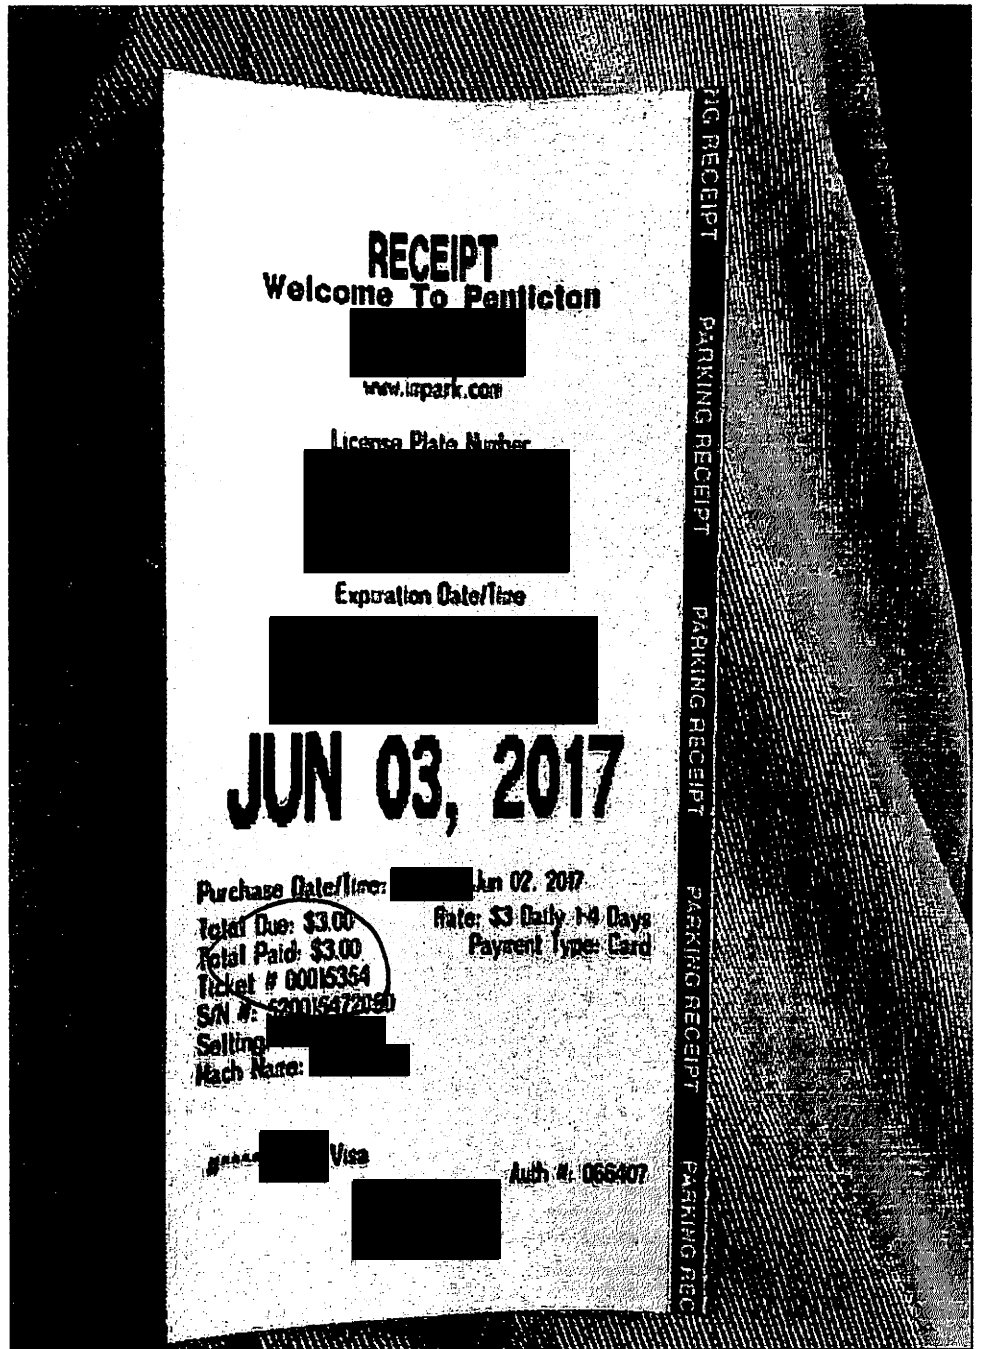 RECEIPT
Welcome To Penticton
www.impark.com
License Plate Number
Expiration Date/Time
JUN 03, 2017
Purchase Date/Time: Jun 02, 2017
Total Due: $3.00 Rate: $3 Daily 1-4 Days
Total Paid: $3.00 Payment Type: Card
Ticket # 00015354
S/N #:
Selling
Mach Name:
Visa
Auth #: 066407
NG RECEIPT
PARKING RECEIPT
PARKING RECEIPT
PARKING RECEIPT
PARKING REC